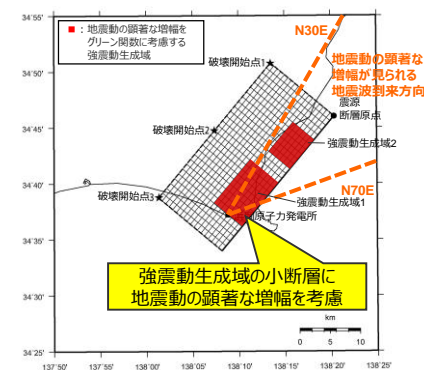 34˚55'
34˚50'
34˚45'
34˚40'
34˚35'
34˚30'
34˚25'
■：地震動の顕著な増幅を
グリーン関数に考慮する
強震動生成域
N30E
地震動の顕著な
増幅が見られる
地震波到来方向
破壊開始点1
震源
断層原点
破壊開始点2
強震動生成域2
N70E
破壊開始点3
強震動生成域1
原子力発電所
強震動生成域の小断層に
地震動の顕著な増幅を考慮
km
0 5 10
137˚50' 137˚55' 138˚00' 138˚05' 138˚10' 138˚15' 138˚20' 138˚25'